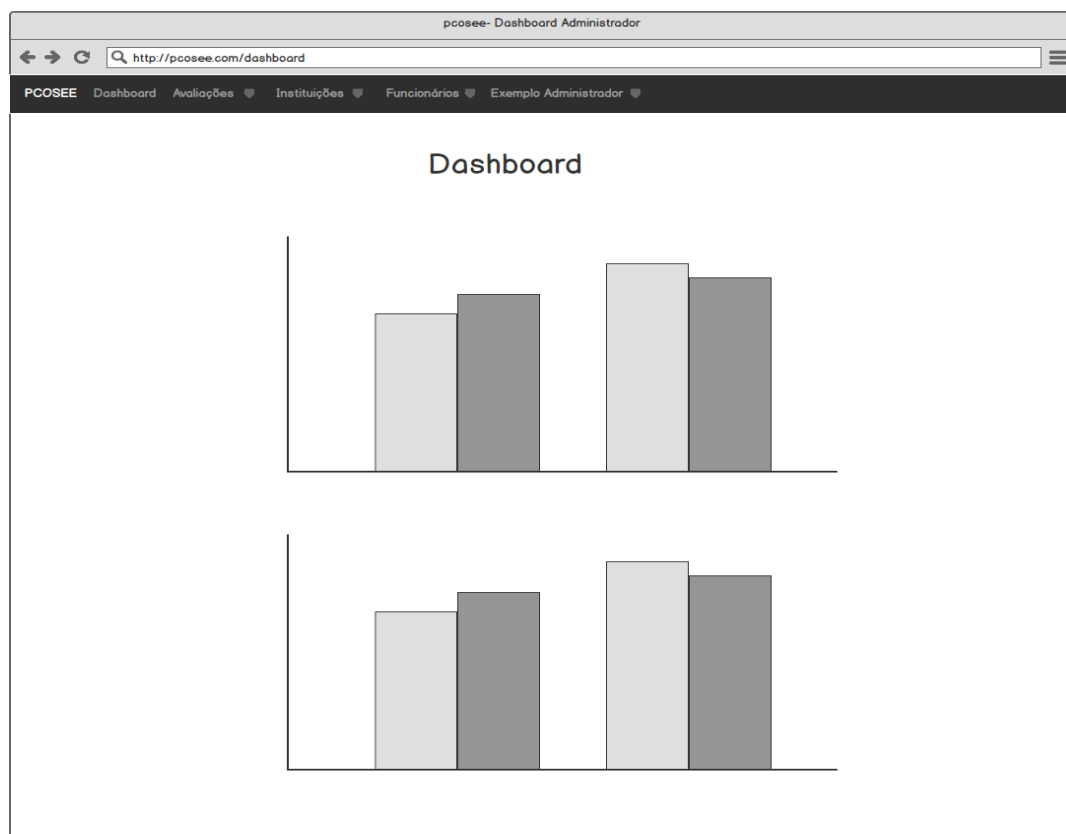 pcosee- Dashboard Administrador
http://pcosee.com/dashboard
PCOSEE Dashboard Avaliações Instituições Funcionários Exemplo Administrador
Dashboard